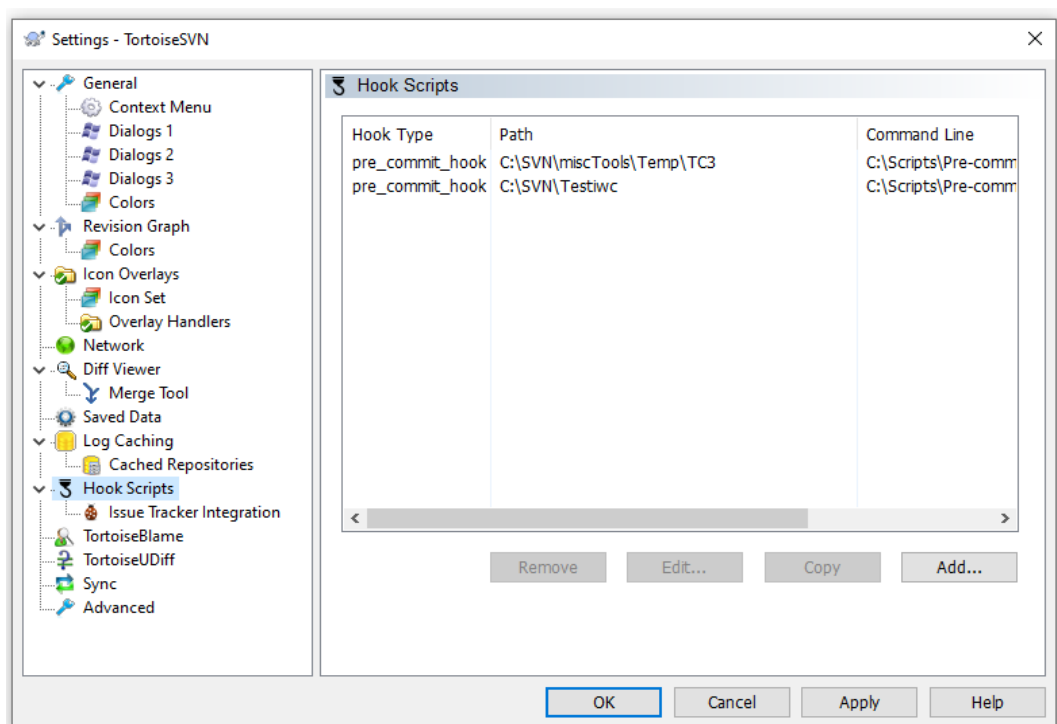 Settings - TortoiseSVN
General
Context Menu
Dialogs 1
Dialogs 2
Dialogs 3
Colors
Revision Graph
Colors
Icon Overlays
Icon Set
Overlay Handlers
Network
Diff Viewer
Merge Tool
Saved Data
Log Caching
Cached Repositories
Hook Scripts
Issue Tracker Integration
TortoiseBlame
TortoiseUDiff
Sync
Advanced
Hook Scripts
Hook Type Path Command Line
pre_commit_hook C:\SVN\miscTools\Temp\TC3 C:\Scripts\Pre-comm
pre_commit_hook C:\SVN\Testiwc C:\Scripts\Pre-comm
Remove Edit... Copy Add...
OK Cancel Apply Help